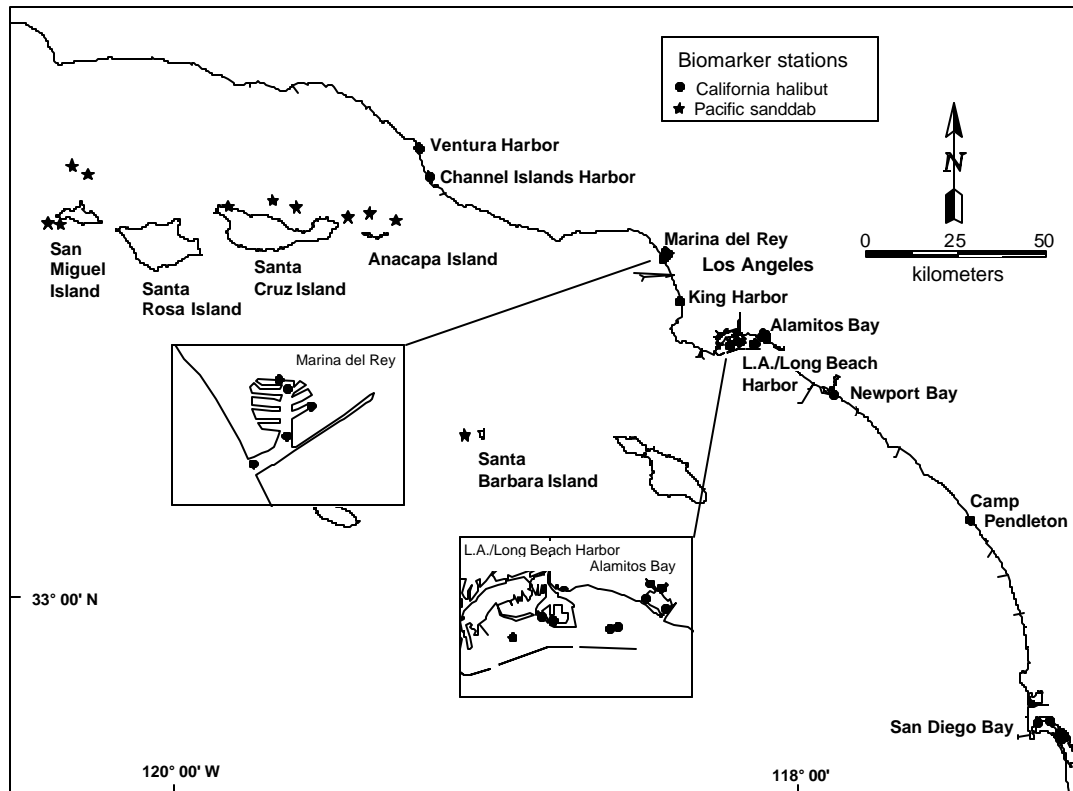 Biomarker stations
California halibut
Pacific sanddab
N
0 25 50
kilometers
Ventura Harbor
Channel Islands Harbor
San
Miguel
Island
Santa
Rosa Island
Santa
Cruz Island
Anacapa Island
Marina del Rey
Los Angeles
King Harbor
Alamitos Bay
L.A./Long Beach
Harbor
Newport Bay
Marina del Rey
Santa
Barbara Island
Camp
Pendleton
L.A./Long Beach Harbor
Alamitos Bay
33° 00' N
San Diego Bay
120° 00' W
118° 00'